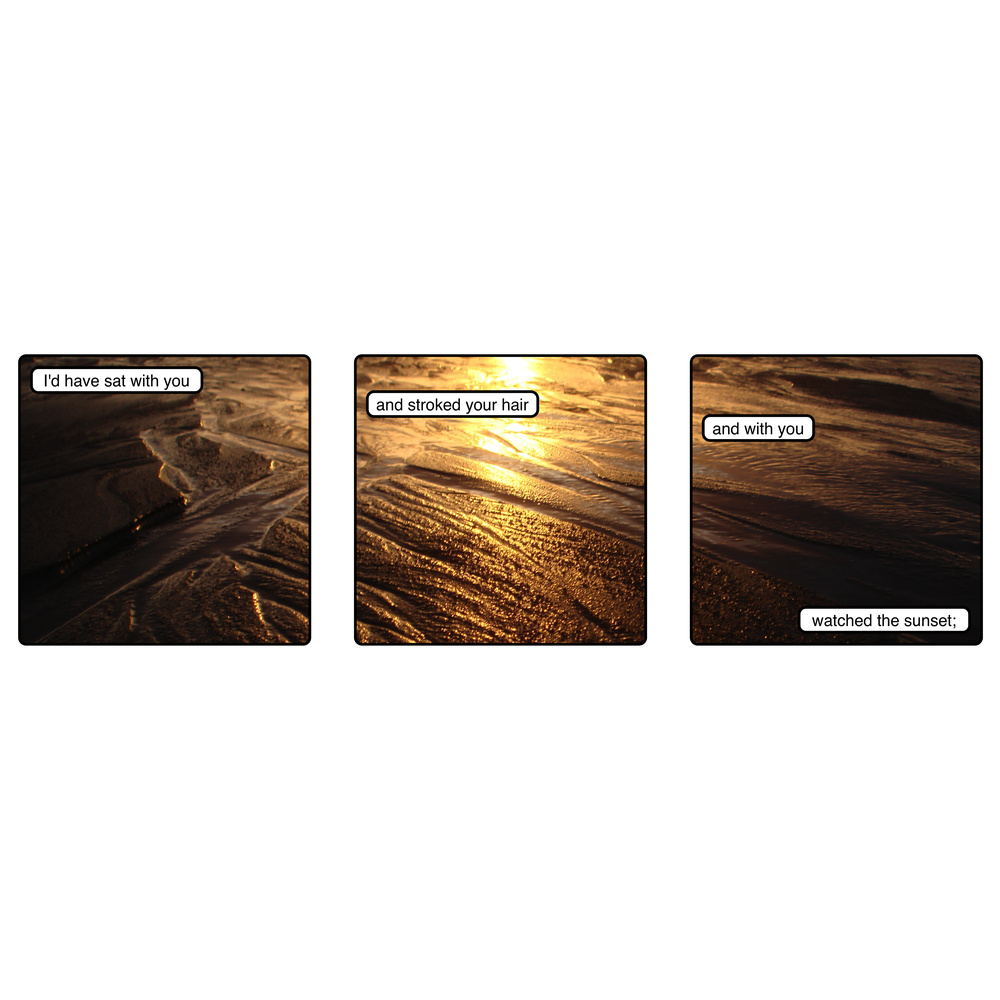 I'd have sat with you
and stroked your hair
and with you
watched the sunset;